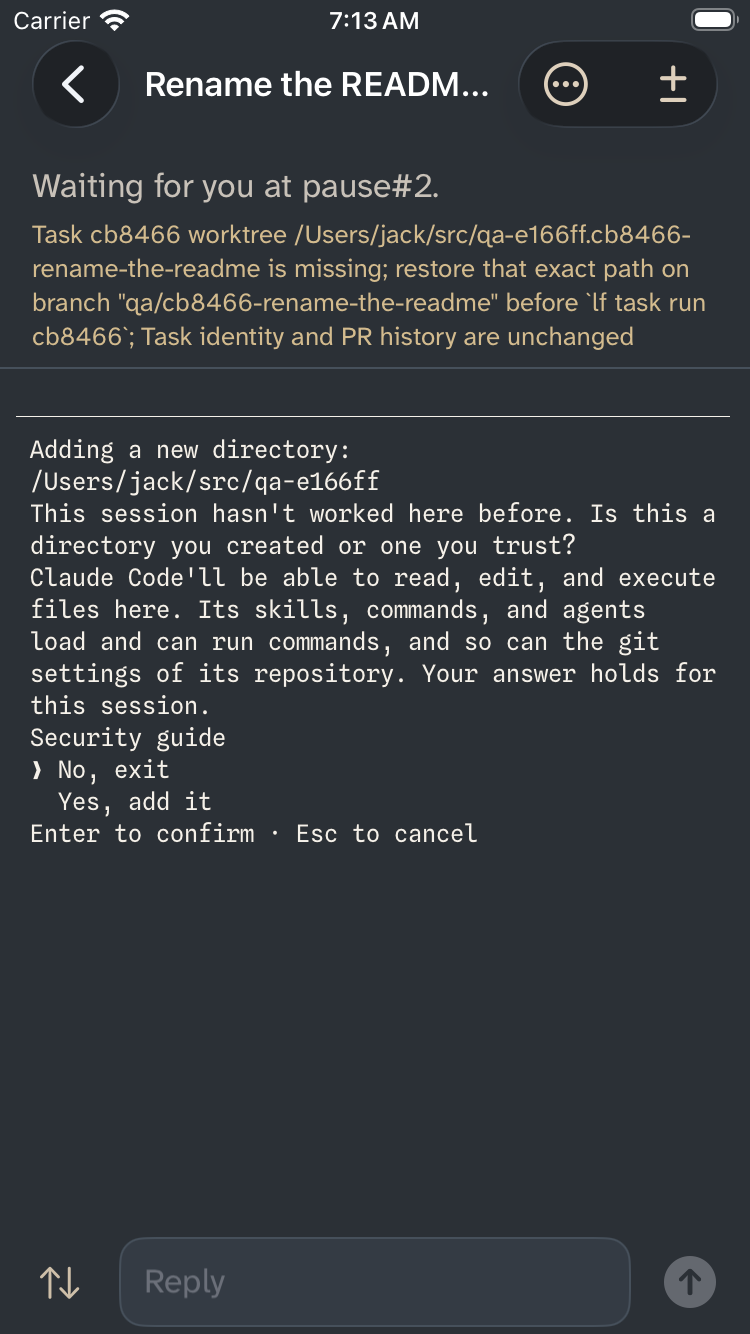 Carrier 7:13 AM
Rename the READM...
Waiting for you at pause#2.
Task cb8466 worktree /Users/jack/src/qa-e166ff.cb8466-
rename-the-readme is missing; restore that exact path on
branch "qa/cb8466-rename-the-readme" before `lf task run
cb8466`; Task identity and PR history are unchanged
Adding a new directory:
/Users/jack/src/qa-e166ff
This session hasn't worked here before. Is this a
directory you created or one you trust?
Claude Code'll be able to read, edit, and execute
files here. Its skills, commands, and agents
load and can run commands, and so can the git
settings of its repository. Your answer holds for
this session.
Security guide
❯ No, exit
Yes, add it
Enter to confirm · Esc to cancel
Reply